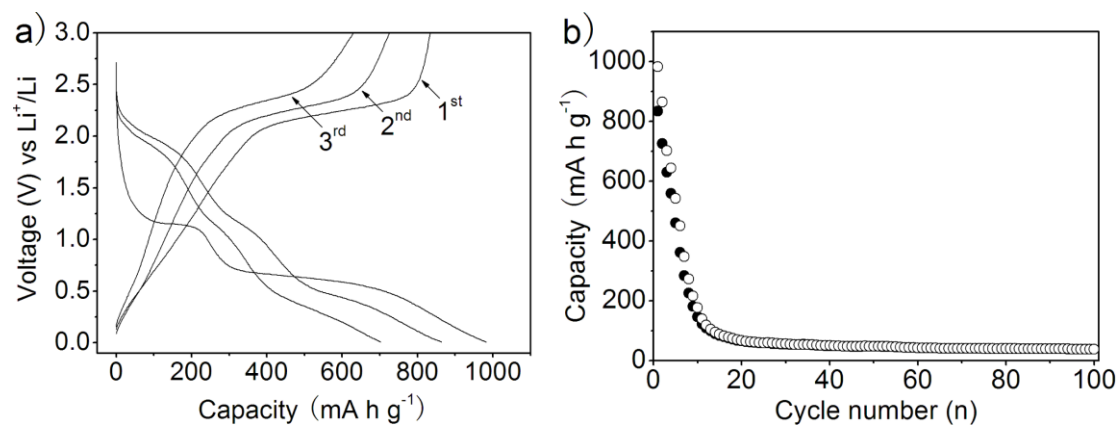 a)
3.0
2.5
2.0
1.5
1.0
0.5
0.0
Voltage (V) vs Li⁺/Li
1ˢᵗ
2ⁿᵈ
3ʳᵈ
0 200 400 600 800 1000
Capacity (mA h g⁻¹)
b)
1000
800
600
400
200
0
Capacity (mA h g⁻¹)
0 20 40 60 80 100
Cycle number (n)